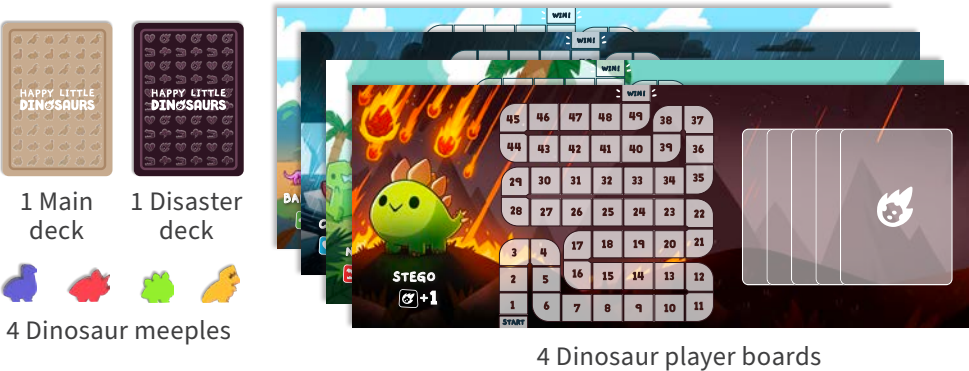 HAPPY LITTLE
DINOSAURS
HAPPY LITTLE
DINOSAURS
1 Main
deck
1 Disaster
deck
4 Dinosaur meeples
WIN!
WIN!
WIN!
WIN!
45 46 47 48 49 38 37
44 43 42 41 40 39 36
29 30 31 32 33 34 35
28 27 26 25 24 23 22
3 4 17 18 19 20 21
2 5 16 15 14 13 12
1 6 7 8 9 10 11
START
BA
STEGO
+1
4 Dinosaur player boards